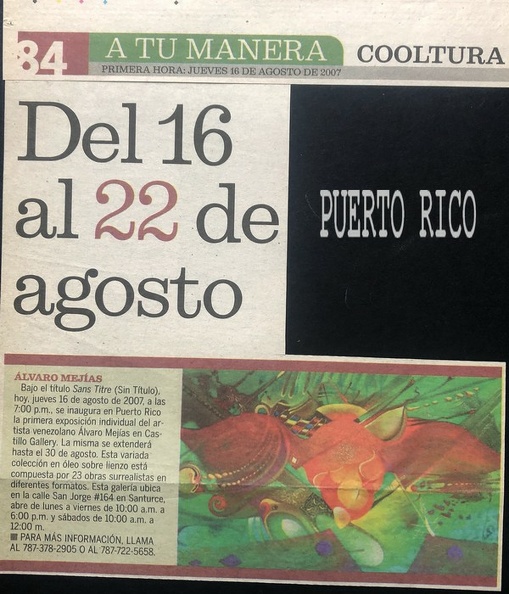 84 A TU MANERA COOLTURA
PRIMERA HORA: JUEVES 16 DE AGOSTO DE 2007
Del 16
al 22 de
agosto
PUERTO RICO
ÁLVARO MEJÍAS
Bajo el título Sans Titre (Sin Título),
hoy, jueves 16 de agosto de 2007, a las
7:00 p.m., se inaugura en Puerto Rico
la primera exposición individual del ar-
tista venezolano Álvaro Mejías en Cas-
tillo Gallery. La misma se extenderá
hasta el 30 de agosto. Esta variada
colección en óleo sobre lienzo está
compuesta por 23 obras surrealistas en
diferentes formatos. Esta galería ubica
en la calle San Jorge #164 en Santurce,
abre de lunes a viernes de 10:00 a.m. a
6:00 p.m. y sábados de 10:00 a.m. a
12:00 m.
■ PARA MÁS INFORMACIÓN, LLAMA
AL 787-378-2905 O AL 787-722-5658.